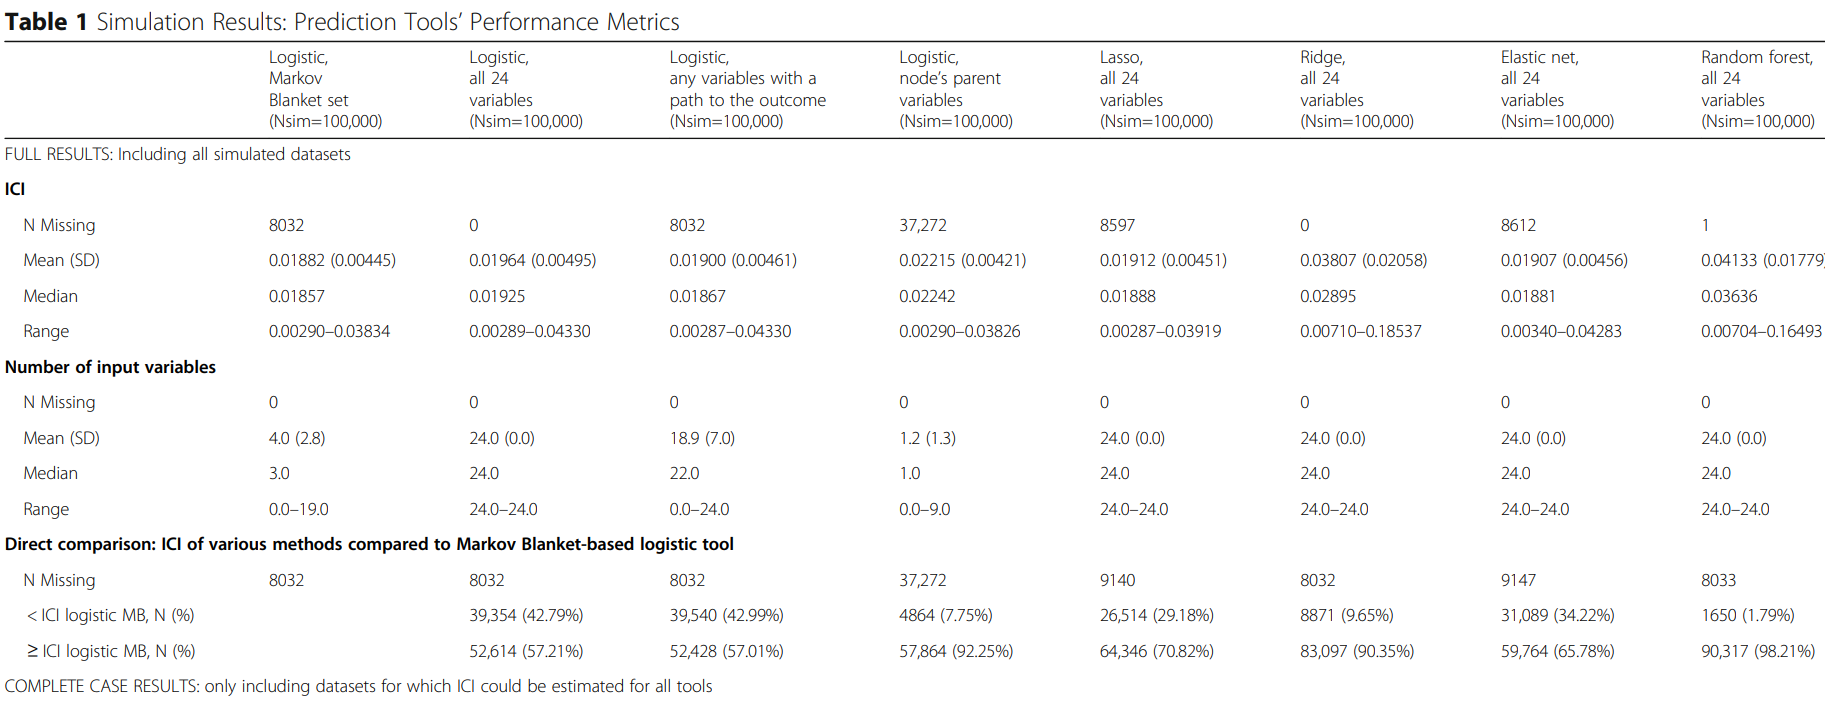 Table 1 Simulation Results: Prediction Tools’ Performance Metrics
Logistic, Markov Blanket set (Nsim=100,000) Logistic, all 24 variables (Nsim=100,000) Logistic, any variables with a path to the outcome (Nsim=100,000) Logistic, node’s parent variables (Nsim=100,000) Lasso, all 24 variables (Nsim=100,000) Ridge, all 24 variables (Nsim=100,000) Elastic net, all 24 variables (Nsim=100,000) Random forest, all 24 variables (Nsim=100,000)
FULL RESULTS: Including all simulated datasets
ICI
N Missing 8032 0 8032 37,272 8597 0 8612 1
Mean (SD) 0.01882 (0.00445) 0.01964 (0.00495) 0.01900 (0.00461) 0.02215 (0.00421) 0.01912 (0.00451) 0.03807 (0.02058) 0.01907 (0.00456) 0.04133 (0.01779)
Median 0.01857 0.01925 0.01867 0.02242 0.01888 0.02895 0.01881 0.03636
Range 0.00290–0.03834 0.00289–0.04330 0.00287–0.04330 0.00290–0.03826 0.00287–0.03919 0.00710–0.18537 0.00340–0.04283 0.00704–0.16493
Number of input variables
N Missing 0 0 0 0 0 0 0 0
Mean (SD) 4.0 (2.8) 24.0 (0.0) 18.9 (7.0) 1.2 (1.3) 24.0 (0.0) 24.0 (0.0) 24.0 (0.0) 24.0 (0.0)
Median 3.0 24.0 22.0 1.0 24.0 24.0 24.0 24.0
Range 0.0–19.0 24.0–24.0 0.0–24.0 0.0–9.0 24.0–24.0 24.0–24.0 24.0–24.0 24.0–24.0
Direct comparison: ICI of various methods compared to Markov Blanket-based logistic tool
N Missing 8032 8032 8032 37,272 9140 8032 9147 8033
< ICI logistic MB, N (%) 39,354 (42.79%) 39,540 (42.99%) 4864 (7.75%) 26,514 (29.18%) 8871 (9.65%) 31,089 (34.22%) 1650 (1.79%)
≥ ICI logistic MB, N (%) 52,614 (57.21%) 52,428 (57.01%) 57,864 (92.25%) 64,346 (70.82%) 83,097 (90.35%) 59,764 (65.78%) 90,317 (98.21%)
COMPLETE CASE RESULTS: only including datasets for which ICI could be estimated for all tools